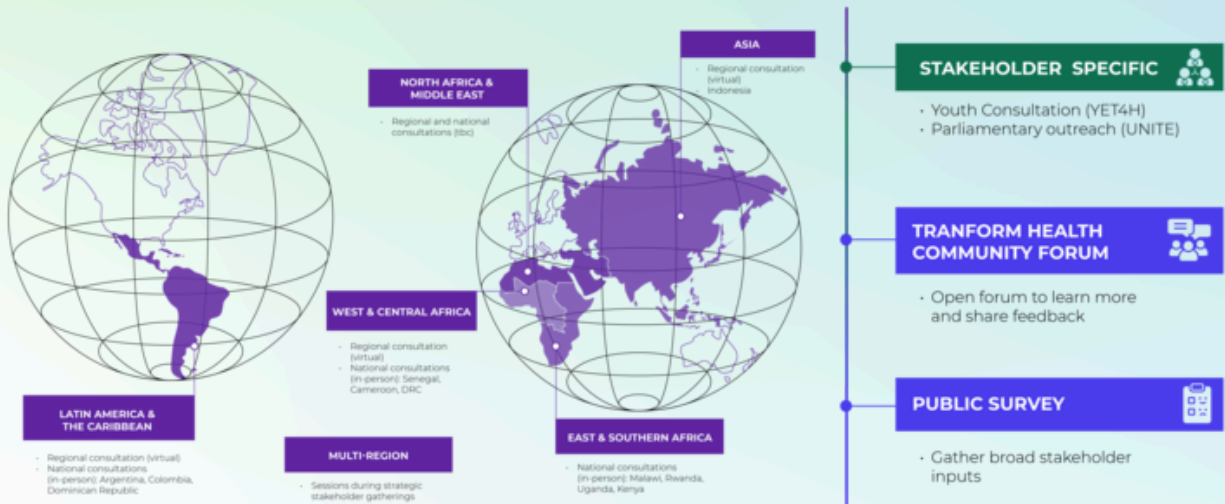 ASIA
· Regional consultation
(virtual)
· Indonesia
NORTH AFRICA &
MIDDLE EAST
· Regional and national
consultations (tbc)
WEST & CENTRAL AFRICA
· Regional consultation
(virtual)
· National consultations
(in-person): Senegal,
Cameroon, DRC
LATIN AMERICA &
THE CARIBBEAN
· Regional consultation (virtual)
· National consultations
(in-person): Argentina, Colombia,
Dominican Republic
MULTI-REGION
· Sessions during strategic
stakeholder gatherings
EAST & SOUTHERN AFRICA
· National consultations
(in-person): Malawi, Rwanda,
Uganda, Kenya
STAKEHOLDER SPECIFIC
· Youth Consultation (YET4H)
· Parliamentary outreach (UNITE)
TRANFORM HEALTH
COMMUNITY FORUM
· Open forum to learn more
and share feedback
PUBLIC SURVEY
· Gather broad stakeholder
inputs